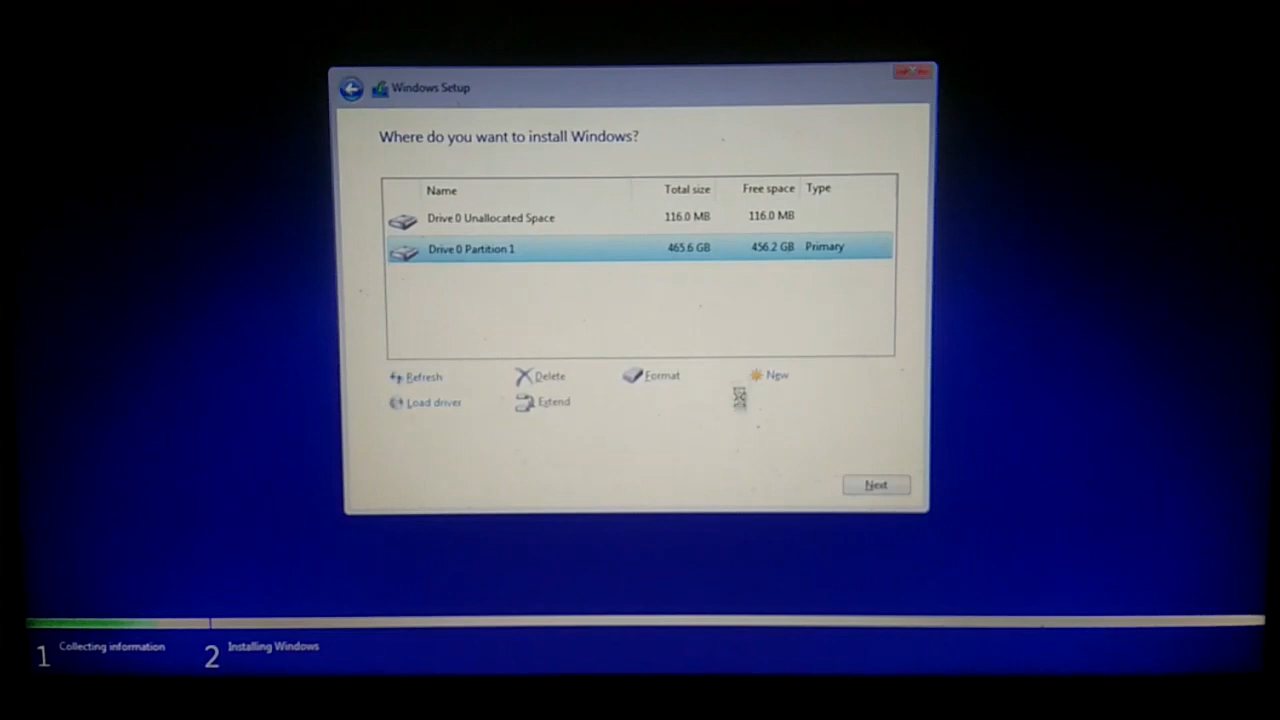 Windows Setup
Where do you want to install Windows?
Name Total size Free space Type
Drive 0 Unallocated Space 116.0 MB 116.0 MB
Drive 0 Partition 1 465.6 GB 456.2 GB Primary
Refresh Delete Format New
Load driver Extend
Next
1 Collecting information 2 Installing Windows